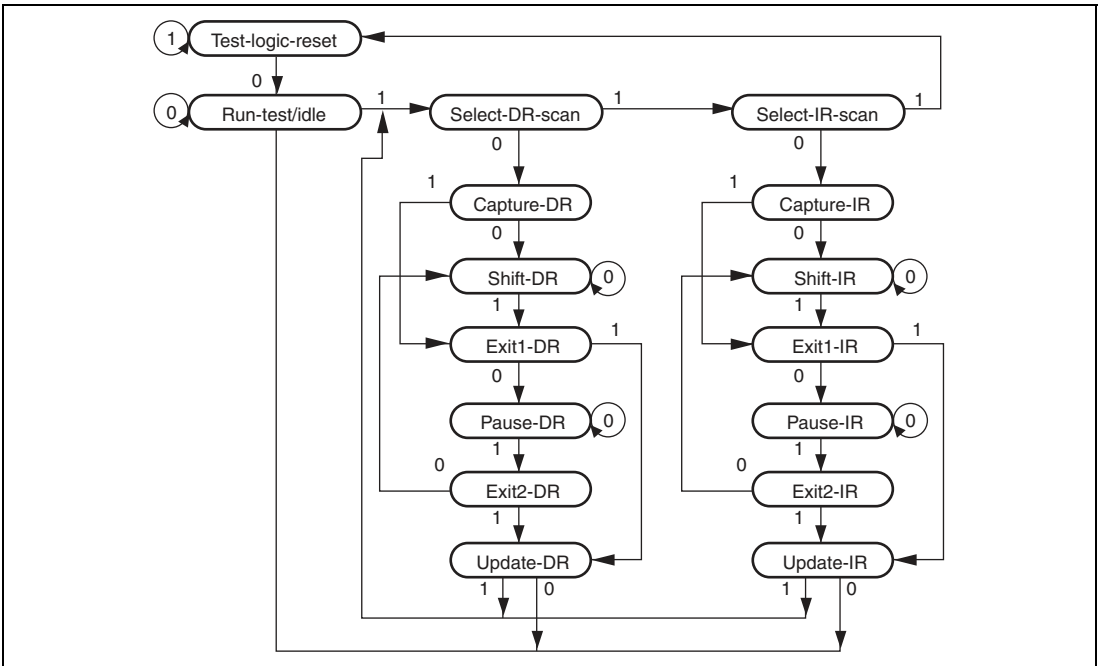 1
Test-logic-reset
0
0
Run-test/idle
1
Select-DR-scan
1
Select-IR-scan
1
0
0
1
Capture-DR
1
Capture-IR
0
0
Shift-DR
0
Shift-IR
0
1
1
Exit1-DR
1
Exit1-IR
1
0
0
Pause-DR
0
Pause-IR
0
1
1
0
Exit2-DR
0
Exit2-IR
1
1
Update-DR
Update-IR
1
0
1
0